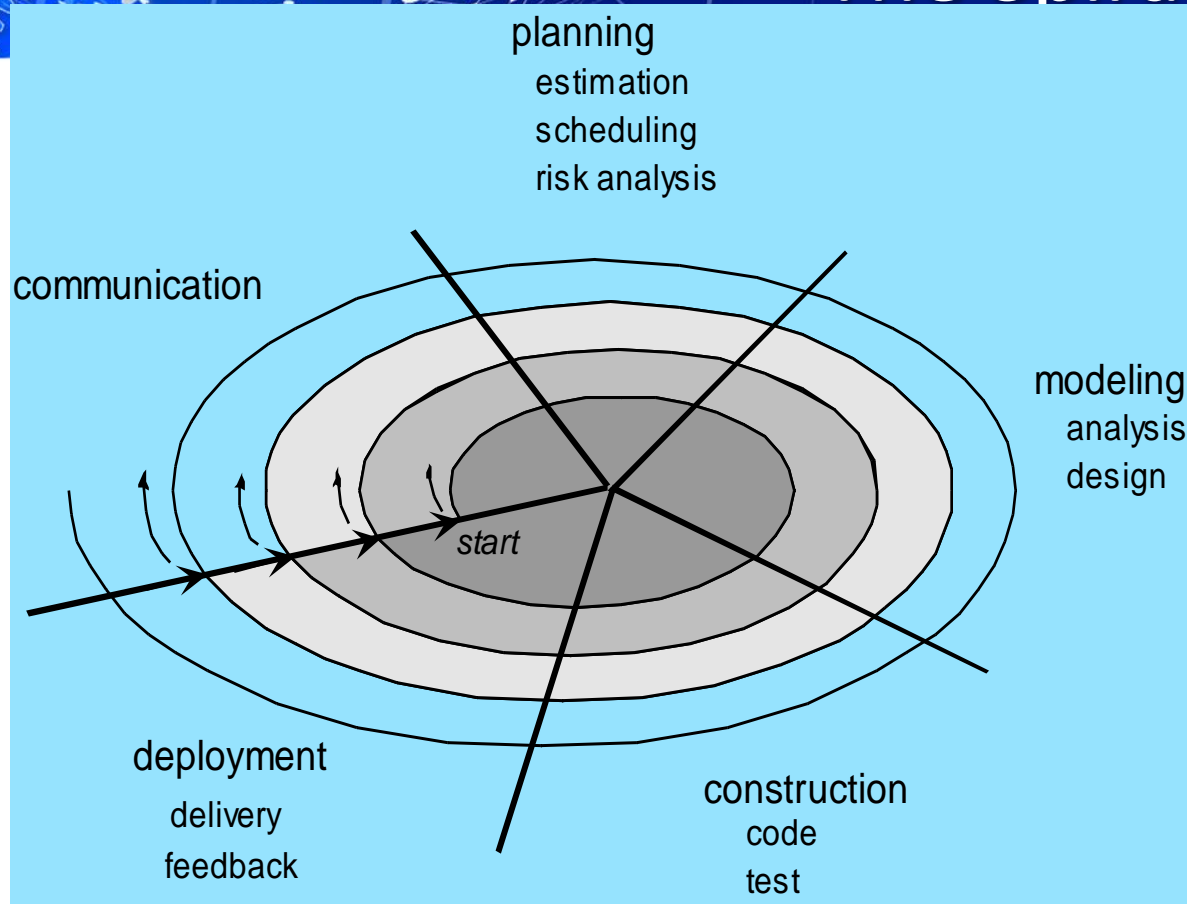 planning
estimation
scheduling
risk analysis
communication
modeling
analysis
design
start
deployment
delivery
feedback
construction
code
test